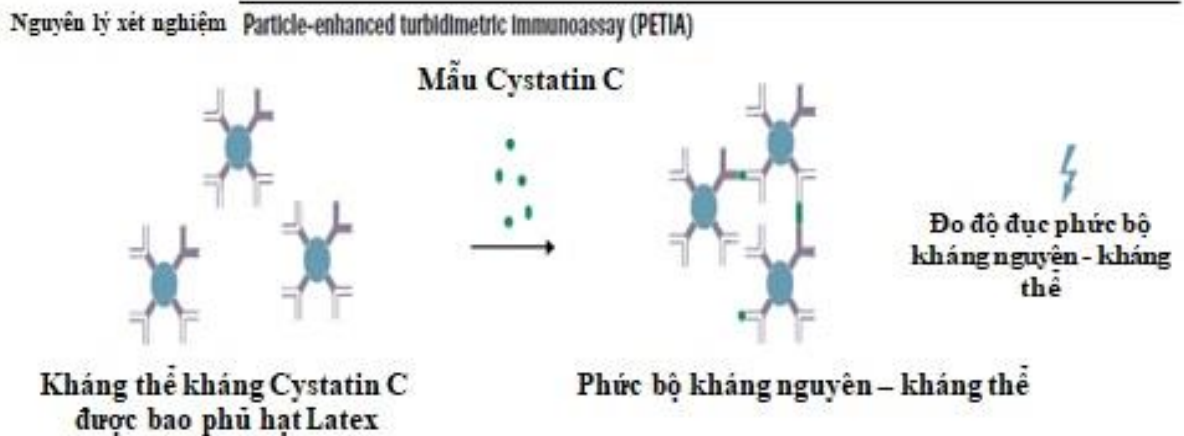 Nguyên lý xét nghiệm Particle-enhanced turbidimetric immunoassay (PETIA)
Mẫu Cystatin C
Đo độ đục phức bộ
kháng nguyên - kháng
thể
Kháng thể kháng Cystatin C
được bao phủ hạt Latex
Phức bộ kháng nguyên – kháng thể